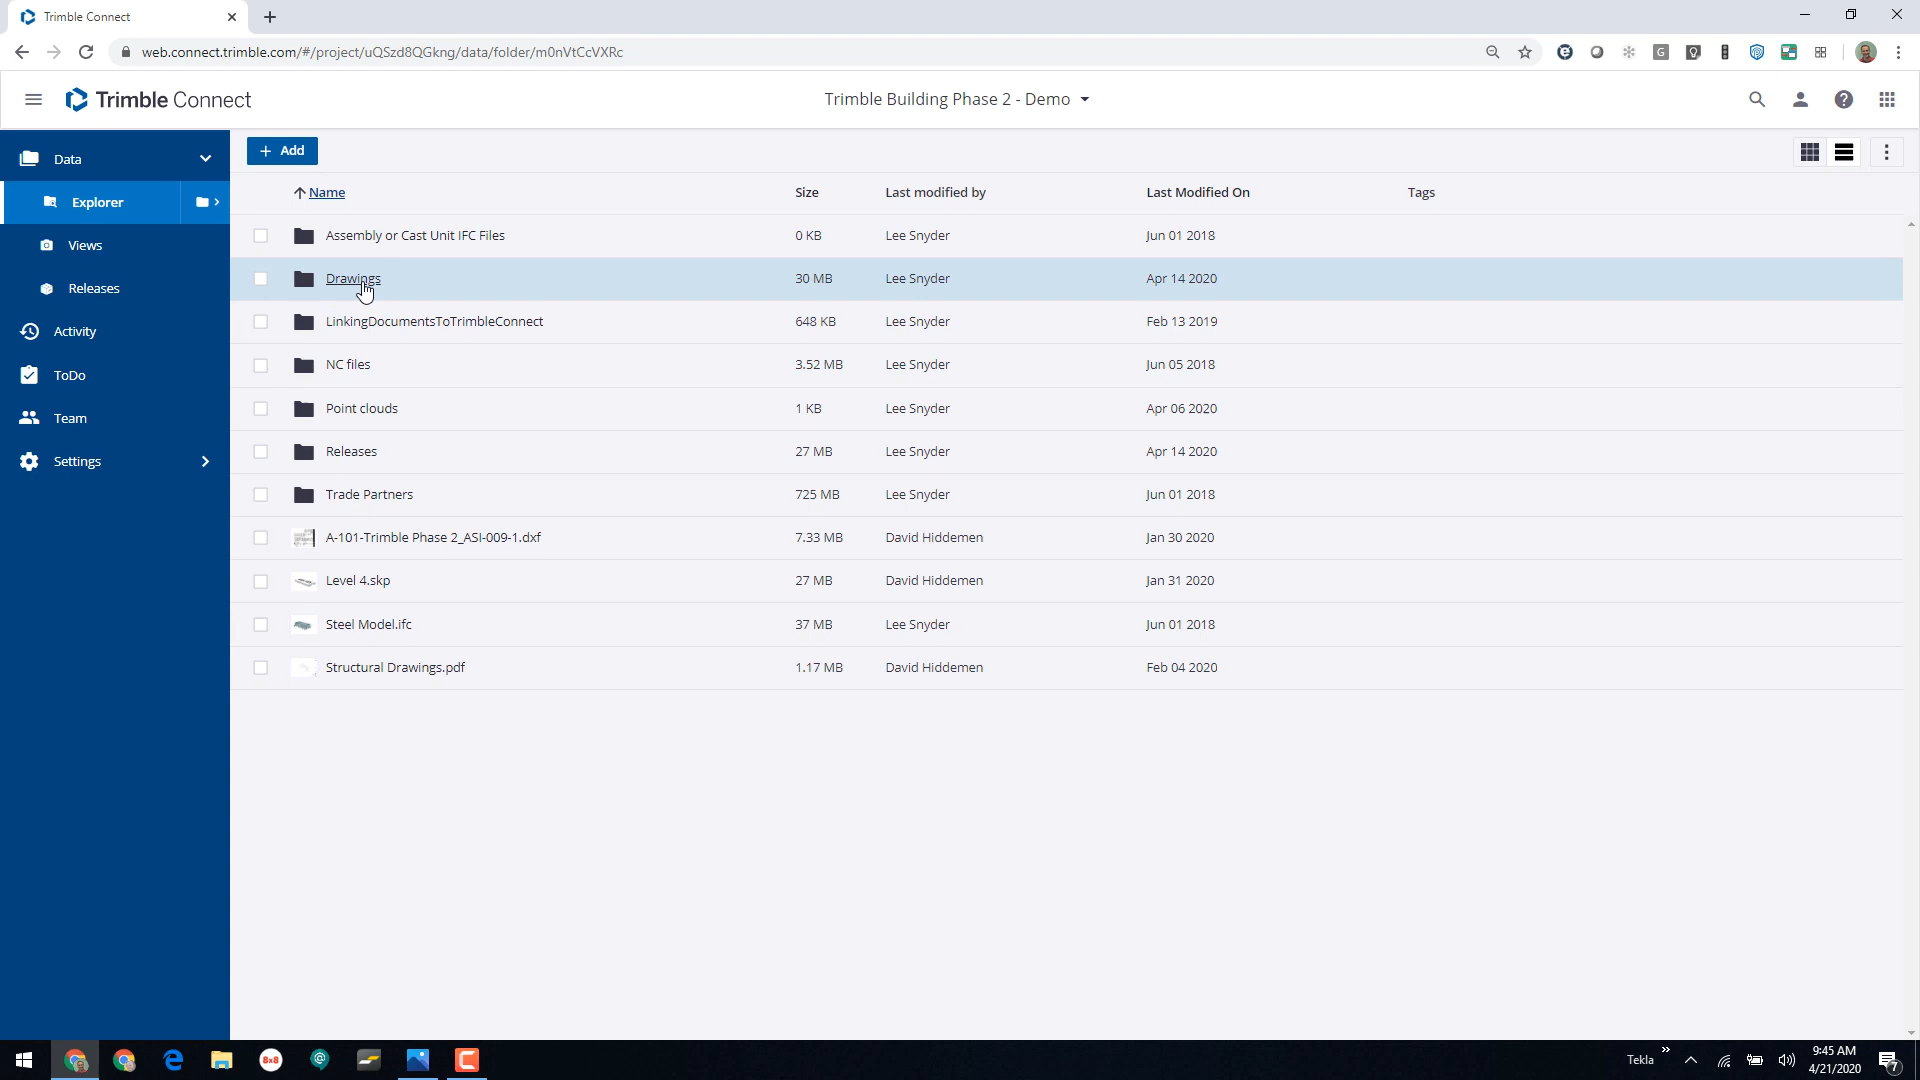 Trimble Connect
web.connect.trimble.com/#/project/uQSzd8QGkng/data/folder/m0nVtCcVXRc
Trimble Connect
Trimble Building Phase 2 - Demo
Data
Explorer
Views
Releases
Activity
ToDo
Team
Settings
+ Add
Name Size Last modified by Last Modified On Tags
Assembly or Cast Unit IFC Files 0 KB Lee Snyder Jun 01 2018
Drawings 30 MB Lee Snyder Apr 14 2020
LinkingDocumentsToTrimbleConnect 648 KB Lee Snyder Feb 13 2019
NC files 3.52 MB Lee Snyder Jun 05 2018
Point clouds 1 KB Lee Snyder Apr 06 2020
Releases 27 MB Lee Snyder Apr 14 2020
Trade Partners 725 MB Lee Snyder Jun 01 2018
A-101-Trimble Phase 2_ASI-009-1.dxf 7.33 MB David Hiddemen Jan 30 2020
Level 4.skp 27 MB David Hiddemen Jan 31 2020
Steel Model.ifc 37 MB Lee Snyder Jun 01 2018
Structural Drawings.pdf 1.17 MB David Hiddemen Feb 04 2020
8x8
Tekla
9:45 AM
4/21/2020
7